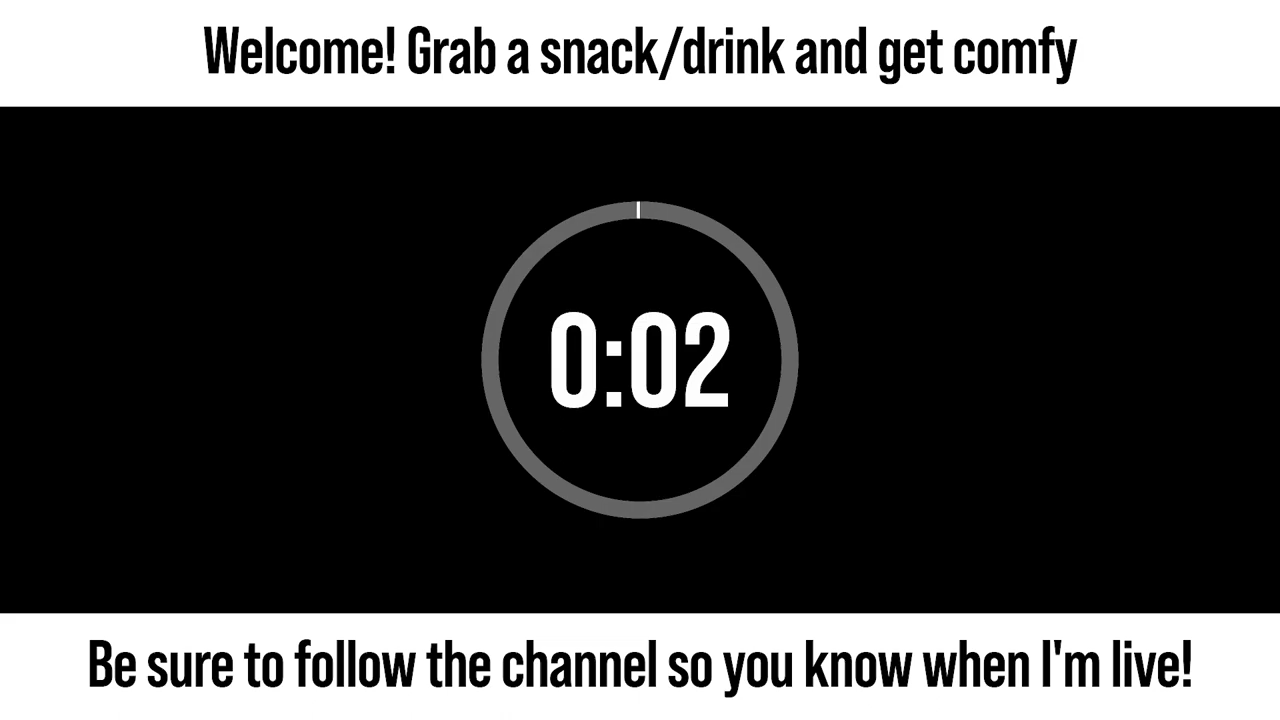 Welcome! Grab a snack/drink and get comfy
0:02
Be sure to follow the channel so you know when I'm live!